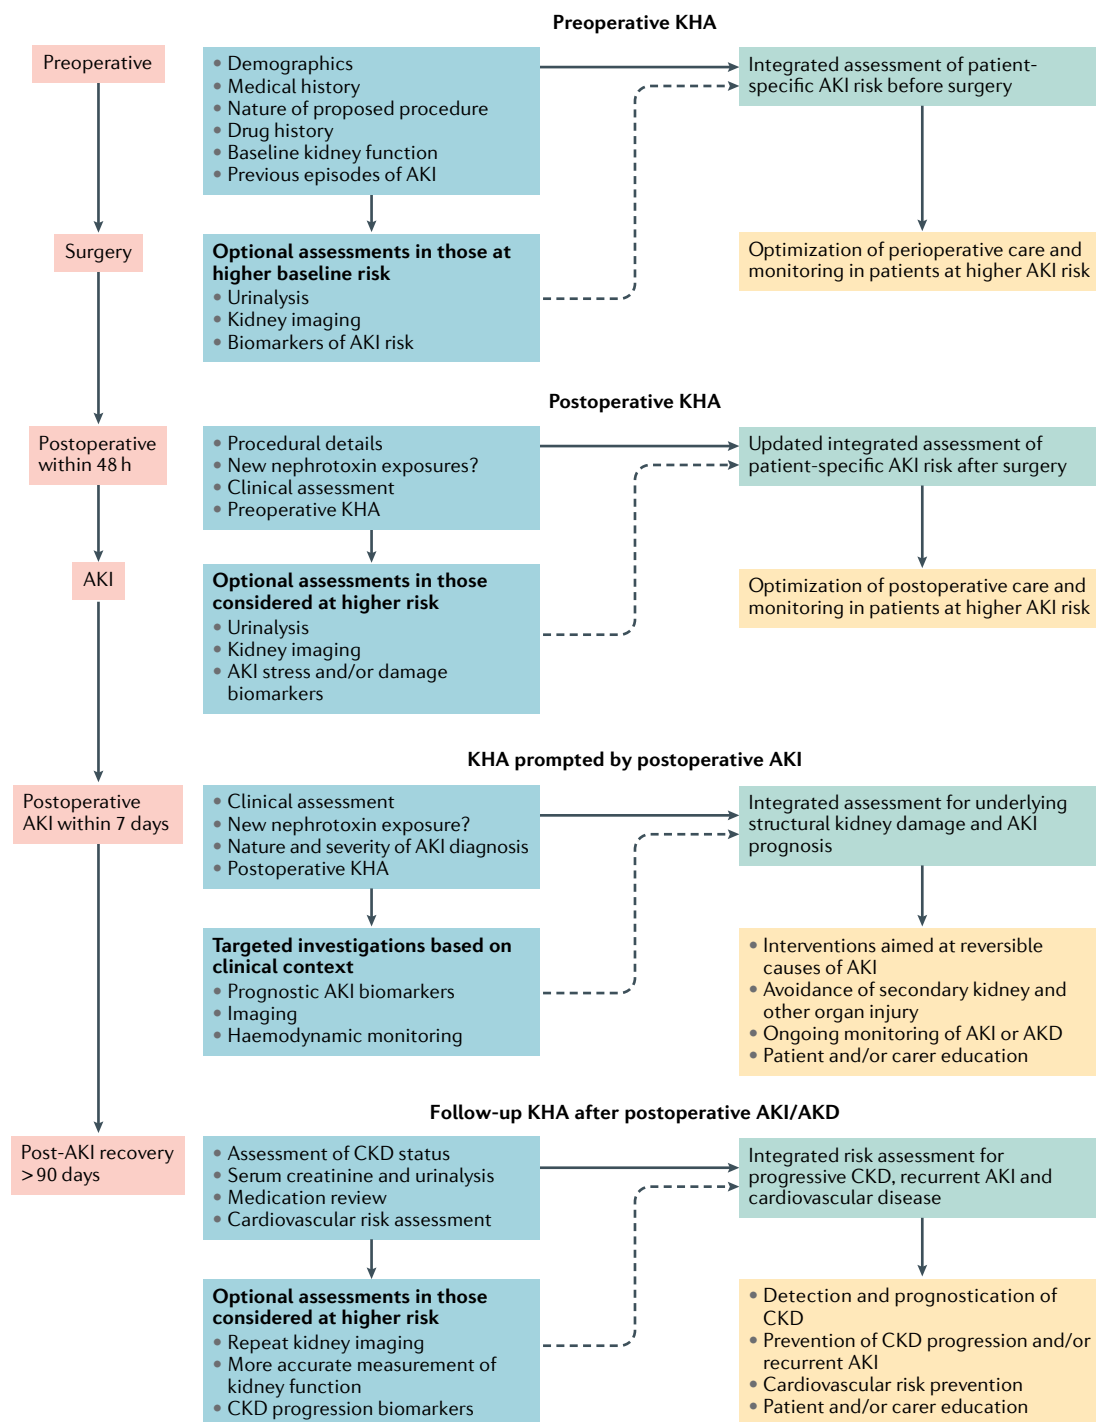 Preoperative KHA
Preoperative
• Demographics
• Medical history
• Nature of proposed procedure
• Drug history
• Baseline kidney function
• Previous episodes of AKI
Integrated assessment of patient-
specific AKI risk before surgery
Surgery
Optional assessments in those at
higher baseline risk
• Urinalysis
• Kidney imaging
• Biomarkers of AKI risk
Optimization of perioperative care and
monitoring in patients at higher AKI risk
Postoperative KHA
Postoperative
within 48 h
• Procedural details
• New nephrotoxin exposures?
• Clinical assessment
• Preoperative KHA
Updated integrated assessment of
patient-specific AKI risk after surgery
AKI
Optional assessments in those
considered at higher risk
• Urinalysis
• Kidney imaging
• AKI stress and/or damage
biomarkers
Optimization of postoperative care and
monitoring in patients at higher AKI risk
KHA prompted by postoperative AKI
Postoperative
AKI within 7 days
• Clinical assessment
• New nephrotoxin exposure?
• Nature and severity of AKI diagnosis
• Postoperative KHA
Integrated assessment for underlying
structural kidney damage and AKI
prognosis
Targeted investigations based on
clinical context
• Prognostic AKI biomarkers
• Imaging
• Haemodynamic monitoring
• Interventions aimed at reversible
causes of AKI
• Avoidance of secondary kidney and
other organ injury
• Ongoing monitoring of AKI or AKD
• Patient and/or carer education
Follow-up KHA after postoperative AKI/AKD
Post-AKI recovery
>90 days
• Assessment of CKD status
• Serum creatinine and urinalysis
• Medication review
• Cardiovascular risk assessment
Integrated risk assessment for
progressive CKD, recurrent AKI and
cardiovascular disease
Optional assessments in those
considered at higher risk
• Repeat kidney imaging
• More accurate measurement of
kidney function
• CKD progression biomarkers
• Detection and prognostication of
CKD
• Prevention of CKD progression and/or
recurrent AKI
• Cardiovascular risk prevention
• Patient and/or carer education